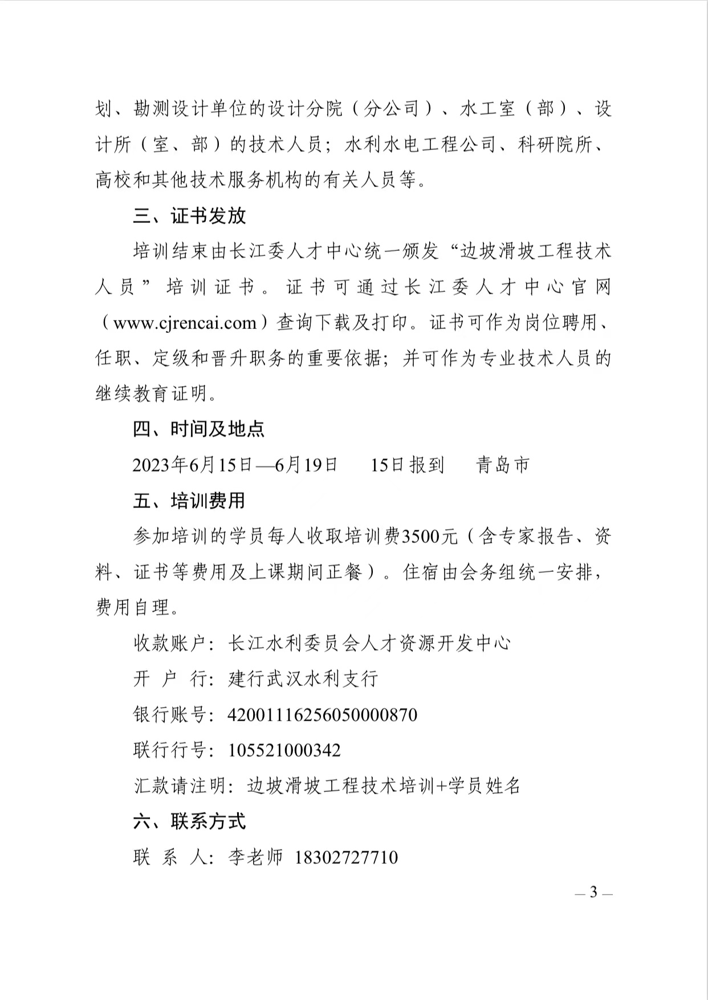 划、勘测设计单位的设计分院（分公司）、水工室（部）、设
计所（室、部）的技术人员；水利水电工程公司、科研院所、
高校和其他技术服务机构的有关人员等。
三、证书发放
培训结束由长江委人才中心统一颁发“边坡滑坡工程技术
人员”培训证书。证书可通过长江委人才中心官网
（www.cjrencai.com）查询下载及打印。证书可作为岗位聘用、
任职、定级和晋升职务的重要依据；并可作为专业技术人员的
继续教育证明。
四、时间及地点
2023年6月15日—6月19日 15日报到 青岛市
五、培训费用
参加培训的学员每人收取培训费3500元（含专家报告、资
料、证书等费用及上课期间正餐）。住宿由会务组统一安排，
费用自理。
收款账户：长江水利委员会人才资源开发中心
开 户 行：建行武汉水利支行
银行账号：42001116256050000870
联行行号：105521000342
汇款请注明：边坡滑坡工程技术培训+学员姓名
六、联系方式
联 系 人：李老师 18302727710
— 3 —